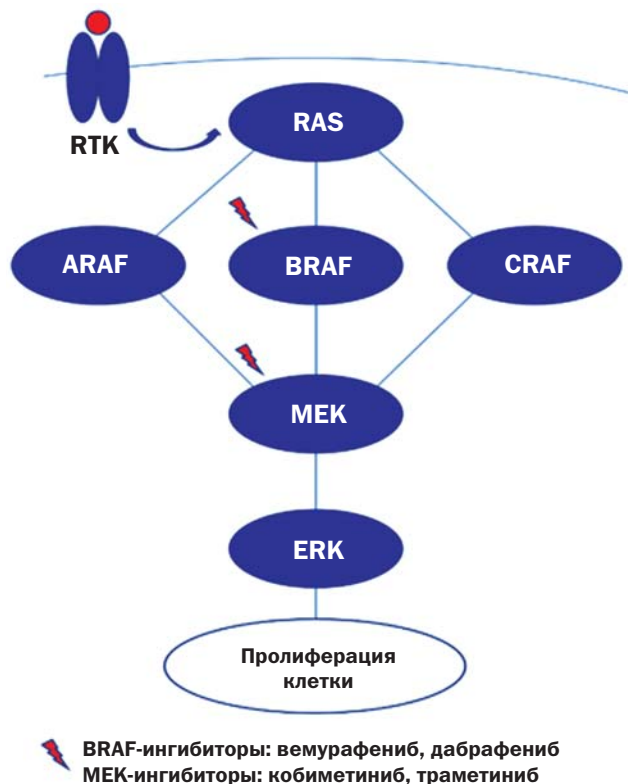 RAS
RTK
ARAF
BRAF
CRAF
MEK
ERK
Пролиферация
клетки
BRAF-ингибиторы: вемурафениб, дабрафениб
MEK-ингибиторы: кобиметиниб, траметиниб